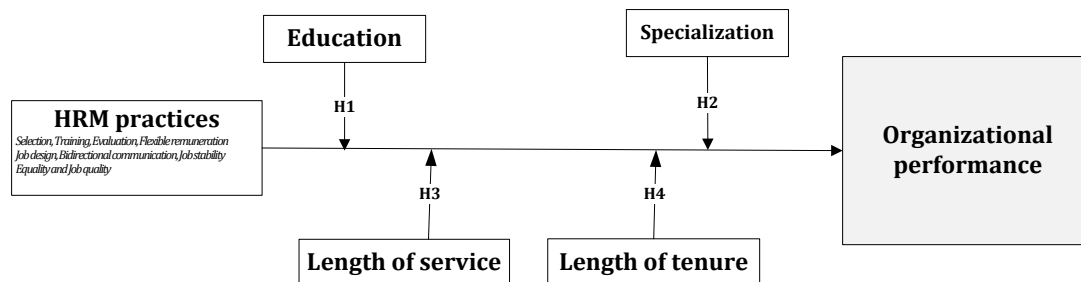 Education
Specialization
H1
H2
HRM practices
Selection, Training, Evaluation, Flexible remuneration
Job design, Bidirectional communication, Job stability
Equality and Job quality
Organizational
performance
H3
H4
Length of service
Length of tenure